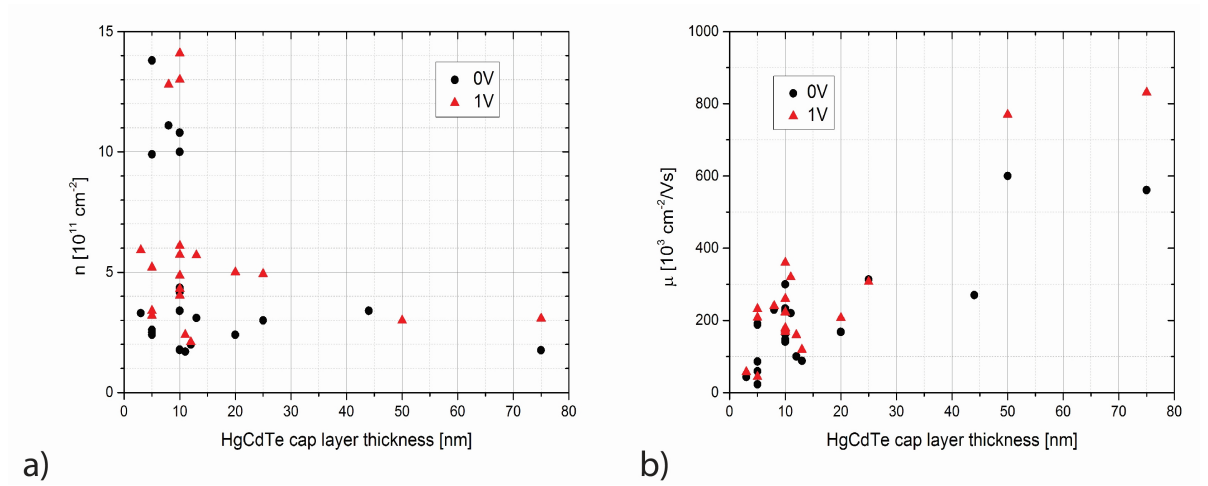 15
10
5
0
n [10¹¹ cm⁻²]
0V
1V
0 10 20 30 40 50 60 70 80
HgCdTe cap layer thickness [nm]
a)
1000
800
600
400
200
0
μ [10³ cm⁻²/Vs]
0V
1V
0 10 20 30 40 50 60 70 80
HgCdTe cap layer thickness [nm]
b)